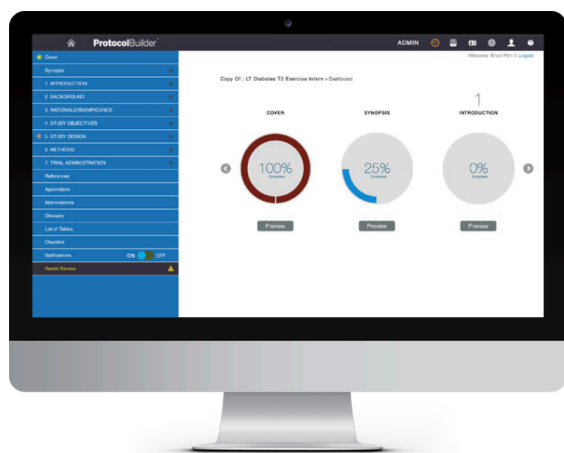 ProtocolBuilder
ADMIN
Welcome Brian Flint | Logout
Cover
Synopsis
1. INTRODUCTION
2. BACKGROUND
3. RATIONALE/SIGNIFICANCE
4. STUDY OBJECTIVES
5. STUDY DESIGN
6. METHODS
7. TRIAL ADMINISTRATION
References
Appendices
Abbreviations
Glossary
List of Tables
Checklist
Notifications ON OFF
Needs Review
Copy Of : LT Diabetes T2 Exercise Interv > Dashboard
COVER
100%
Completed
Preview
SYNOPSIS
25%
Completed
Preview
1
INTRODUCTION
0%
Completed
Preview